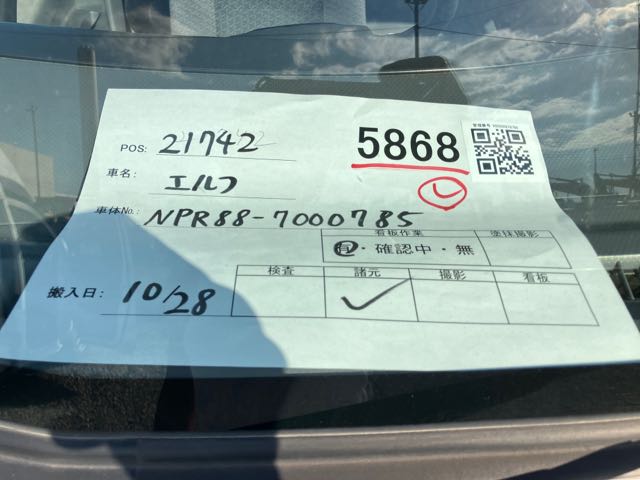 POS: 21742
5868
車名: エルフ
車体No.: NPR88-7000785
看板作業 塗抹撮影
有・確認中・無
搬入日: 10/28
検査 諸元 撮影 看板